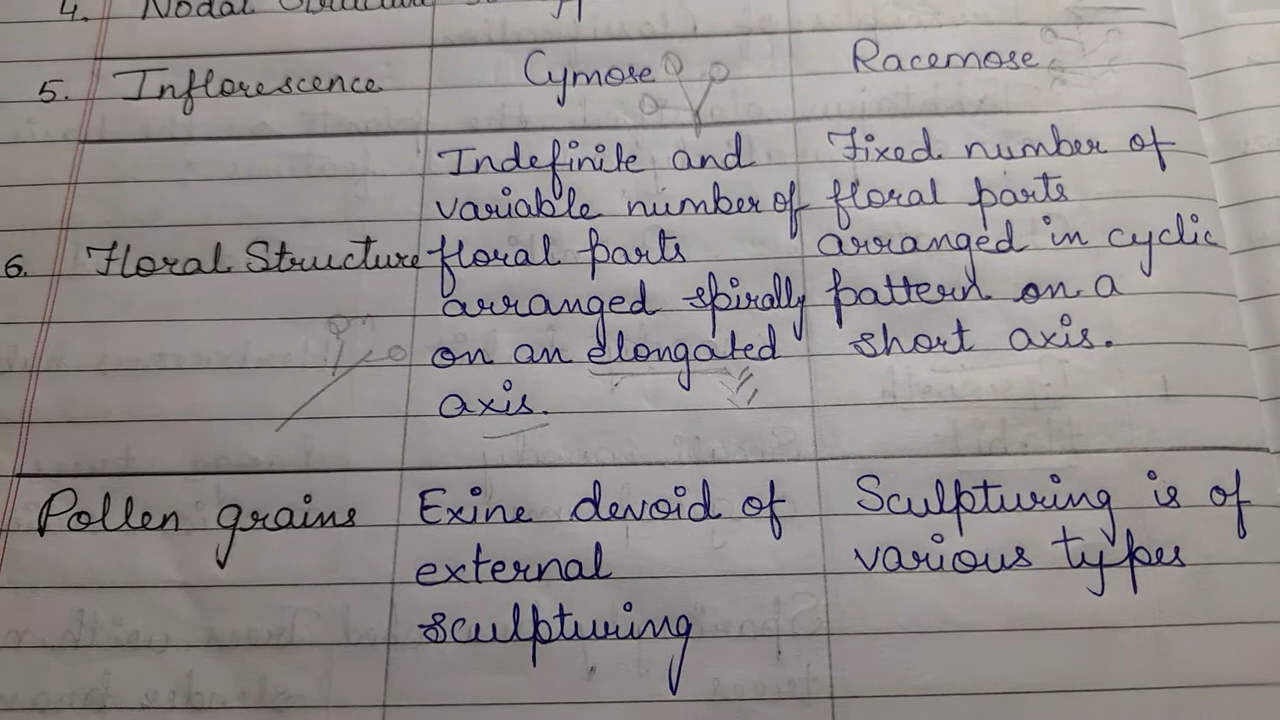 4. Nodal
5. Inflorescence Cymose Racemose
Indefinite and Fixed number of
variable number of floral parts
6. Floral Structure floral parts arranged in cyclic
arranged spirally pattern on a
on an elongated short axis.
axis.
Pollen grains Exine devoid of Sculpturing is of
external various types
sculpturing